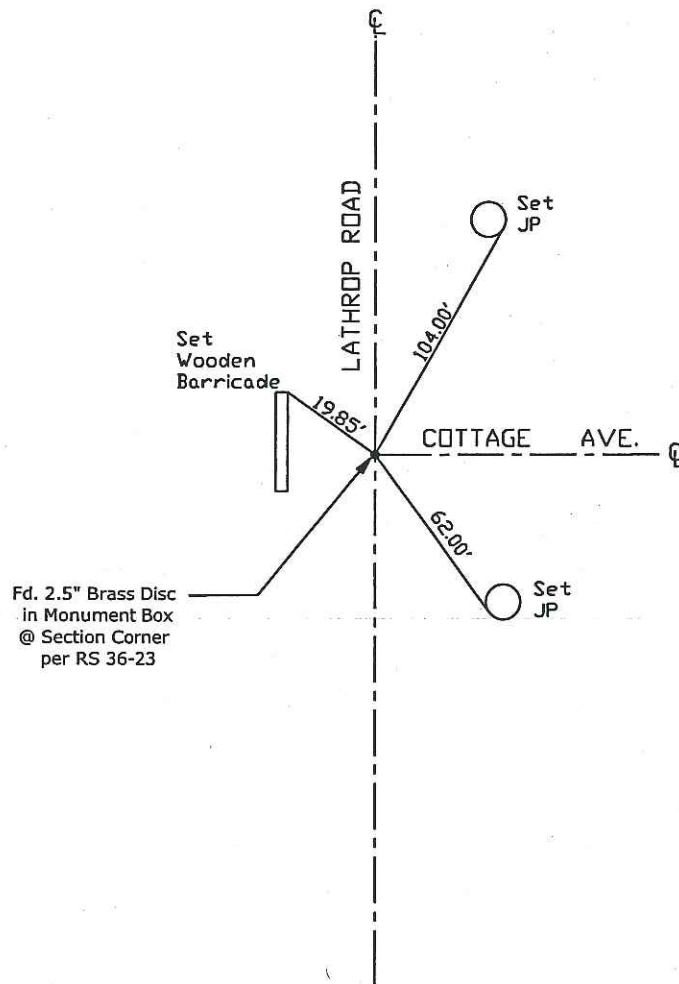 ℄
LATHROP ROAD
Set
JP
104.00'
Set
Wooden
Barricade
19.85'
COTTAGE AVE.
℄
62.00'
Set
JP
Fd. 2.5" Brass Disc
in Monument Box
@ Section Corner
per RS 36-23